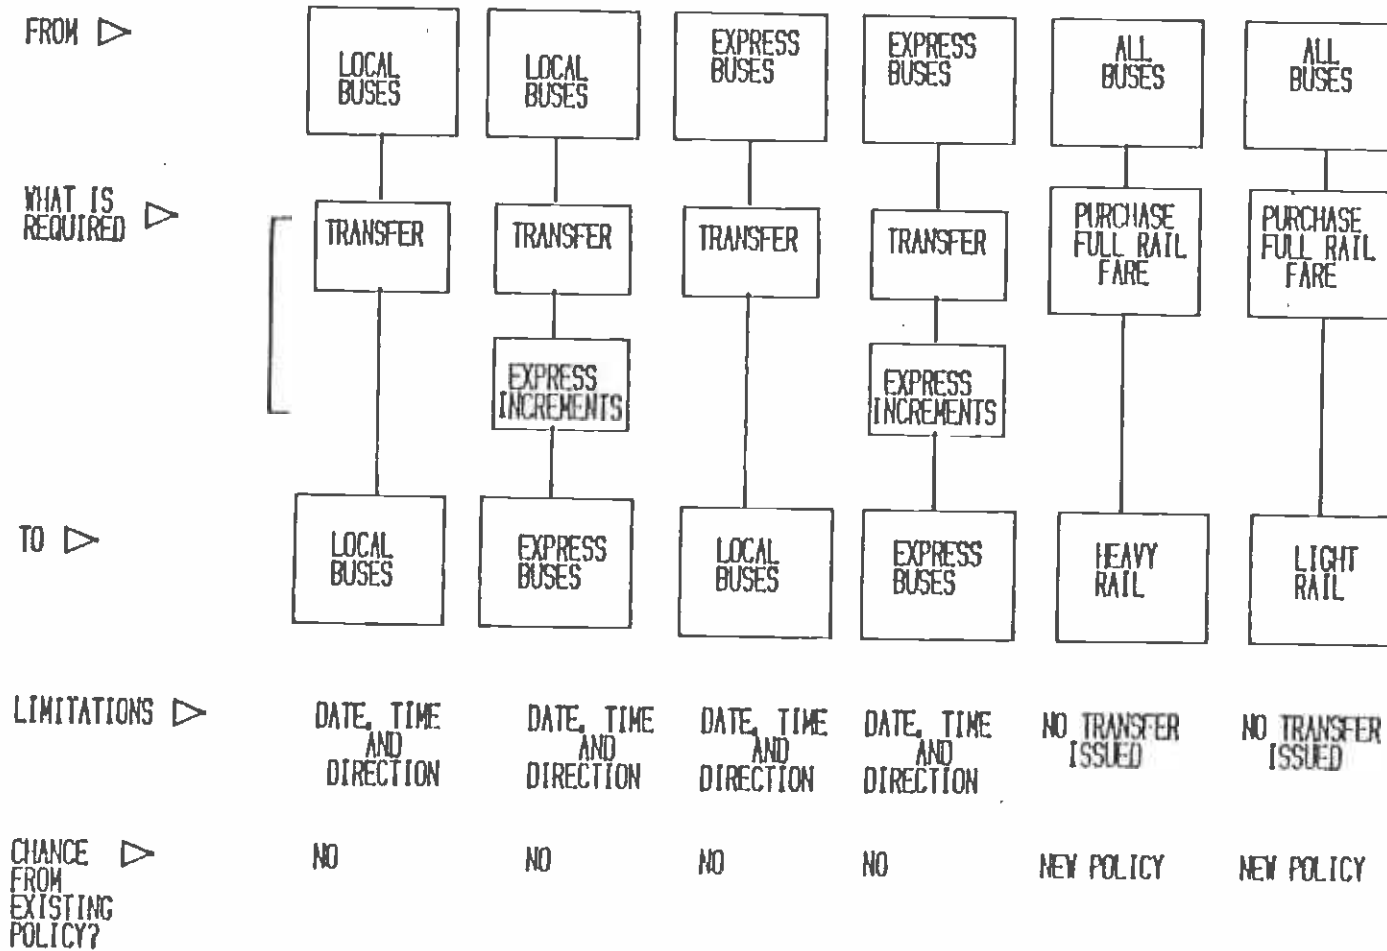 FROM
LOCAL
BUSES
LOCAL
BUSES
EXPRESS
BUSES
EXPRESS
BUSES
ALL
BUSES
ALL
BUSES
WHAT IS
REQUIRED
TRANSFER
TRANSFER
TRANSFER
TRANSFER
PURCHASE
FULL RAIL
FARE
PURCHASE
FULL RAIL
FARE
EXPRESS
INCREMENTS
EXPRESS
INCREMENTS
TO
LOCAL
BUSES
EXPRESS
BUSES
LOCAL
BUSES
EXPRESS
BUSES
HEAVY
RAIL
LIGHT
RAIL
LIMITATIONS
DATE, TIME
AND
DIRECTION
DATE, TIME
AND
DIRECTION
DATE, TIME
AND
DIRECTION
DATE, TIME
AND
DIRECTION
NO TRANSFER
ISSUED
NO TRANSFER
ISSUED
CHANCE
FROM
EXISTING
POLICY?
NO
NO
NO
NO
NEW POLICY
NEW POLICY